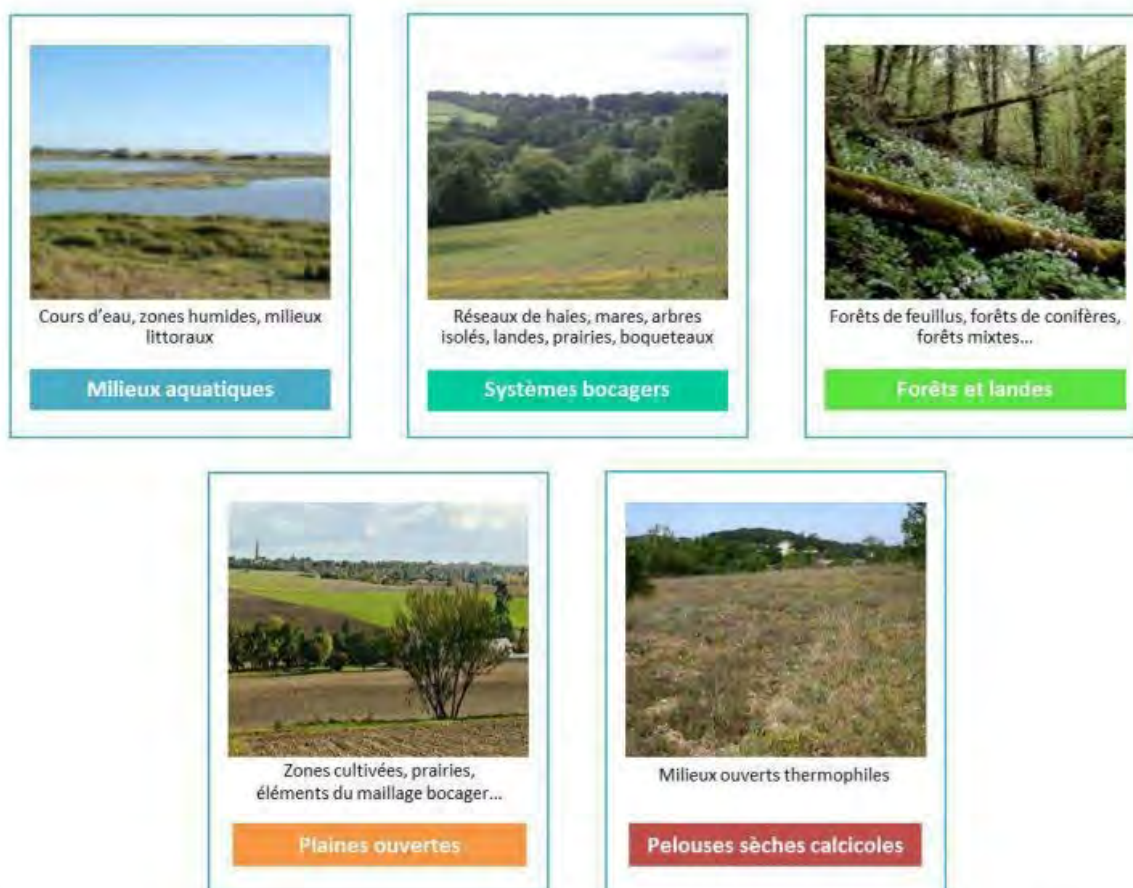 Cours d'eau, zones humides, milieux
littoraux
Milieux aquatiques
Réseaux de haies, mares, arbres
isolés, landes, prairies, boqueteaux
Systèmes bocagers
Forêts de feuillus, forêts de conifères,
forêts mixtes...
Forêts et landes
Zones cultivées, prairies,
éléments du maillage bocager...
Plaines ouvertes
Milieux ouverts thermophiles
Pelouses sèches calcicoles